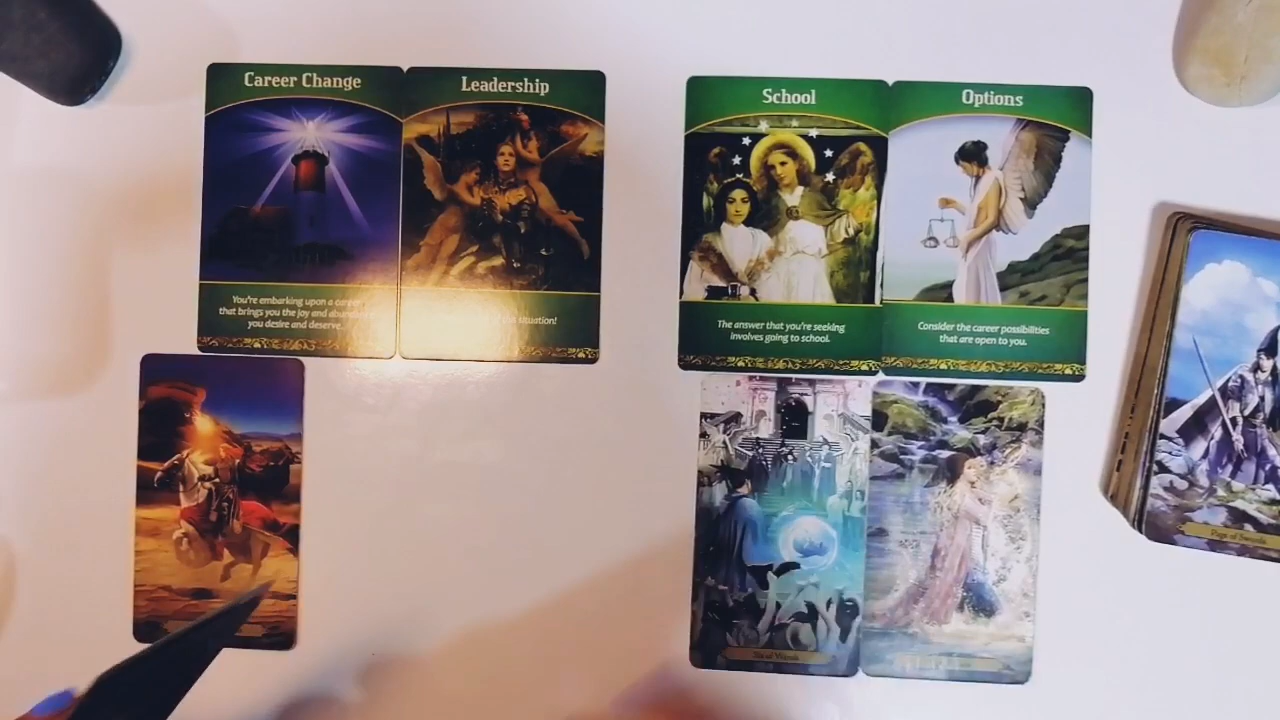 Career Change
You're embarking upon a career
that brings you the joy and abundance
you desire and deserve.
Leadership
situation!
School
The answer that you're seeking
involves going to school.
Options
Consider the career possibilities
that are open to you.
Six of Wands
Page of Swords